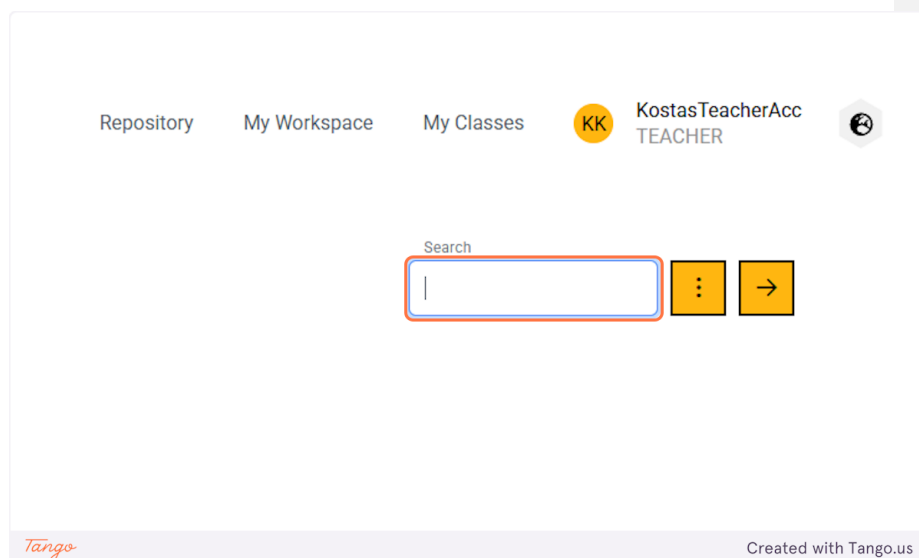 Repository My Workspace My Classes KK KostasTeacherAcc
TEACHER
Search
Tango Created with Tango.us